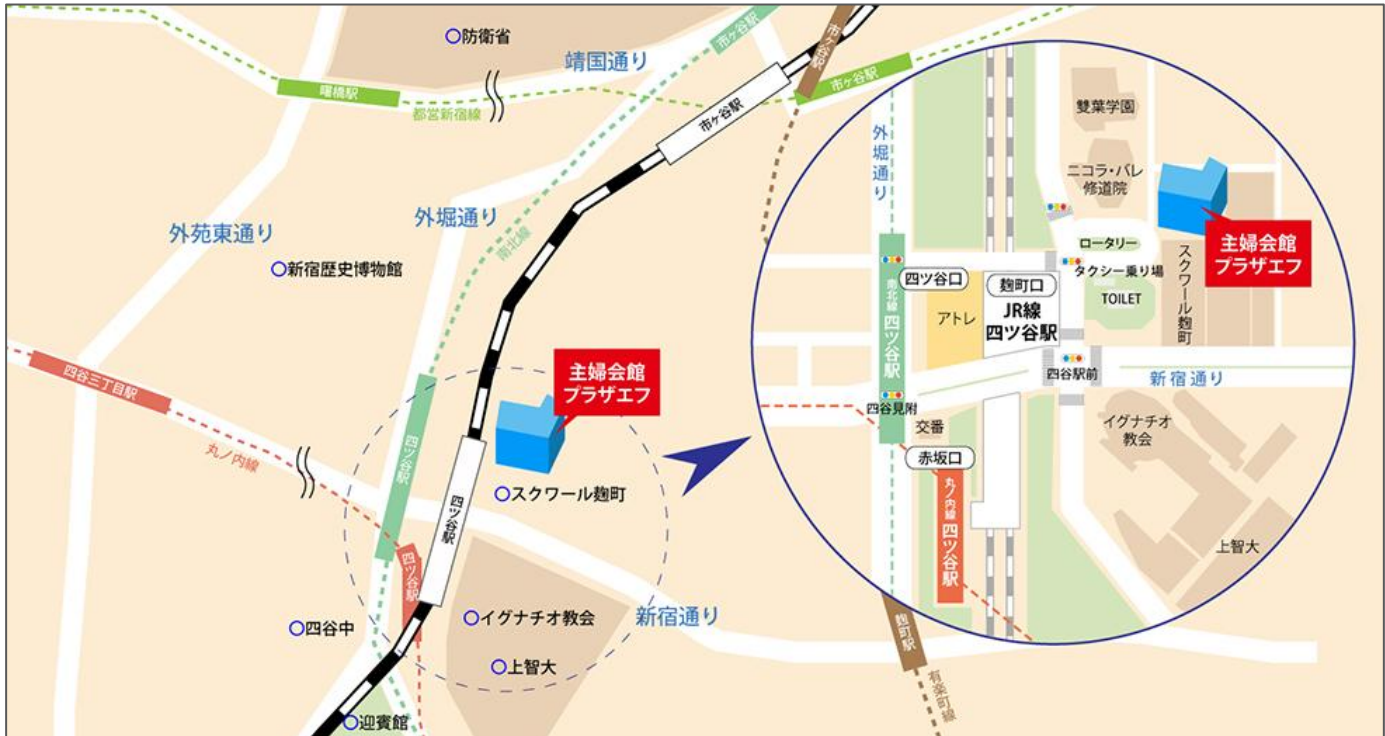 防衛省
靖国通り
市ヶ谷駅
市ヶ谷駅
市ヶ谷駅
市ヶ谷駅
曙橋駅
都営新宿線
外堀通り
南北線
外苑東通り
新宿歴史博物館
四谷三丁目駅
丸ノ内線
主婦会館
プラザエフ
四ツ谷駅
四ツ谷駅
四ツ谷駅
スクワール麹町
イグナチオ教会
上智大
新宿通り
四谷中
迎賓館
麹町駅
有楽町線
外堀通り
雙葉学園
ニコラ・バレ
修道院
主婦会館
プラザエフ
ロータリー
タクシー乗り場
TOILET
スクワール麹町
四ツ谷口
麹町口
JR線
四ツ谷駅
アトレ
南北線 四ツ谷駅
四谷見附
四谷駅前
新宿通り
交番
赤坂口
丸ノ内線 四ツ谷駅
イグナチオ
教会
上智大